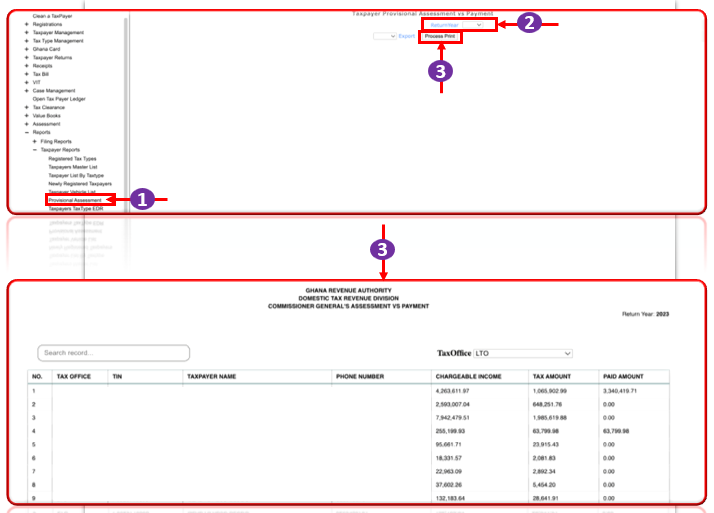 Taxpayer Provisional Assessment vs Payment
Clean a TaxPayer
Registrations
Taxpayer Management
Tax Type Management
Ghana Card
Taxpayer Returns
Receipts
Tax Bill
VIT
Case Management
Open Tax Payer Ledger
Tax Clearance
Value Books
Assessment
Reports
Filing Reports
Taxpayer Reports
Registered Tax Types
Taxpayers Master List
Taxpayer List By Taxtype
Newly Registered Taxpayers
Taxpayer Vehicle List
Provisional Assessment
Taxpayers TaxType EDR
1
ReturnYear
2
Export Process Print
3
3
GHANA REVENUE AUTHORITY
DOMESTIC TAX REVENUE DIVISION
COMMISSIONER GENERAL'S ASSESSMENT VS PAYMENT
Return Year: 2023
Search record...
TaxOffice LTO
NO. TAX OFFICE TIN TAXPAYER NAME PHONE NUMBER CHARGEABLE INCOME TAX AMOUNT PAID AMOUNT
1 4,263,611.97 1,065,902.99 3,340,419.71
2 2,593,007.04 648,251.76 0.00
3 7,942,479.51 1,985,619.88 0.00
4 255,199.93 63,799.98 63,799.98
5 95,661.71 23,915.43 0.00
6 18,331.57 2,081.83 0.00
7 22,963.09 2,892.34 0.00
8 37,602.26 5,454.20 0.00
9 132,183.64 28,641.91 0.00